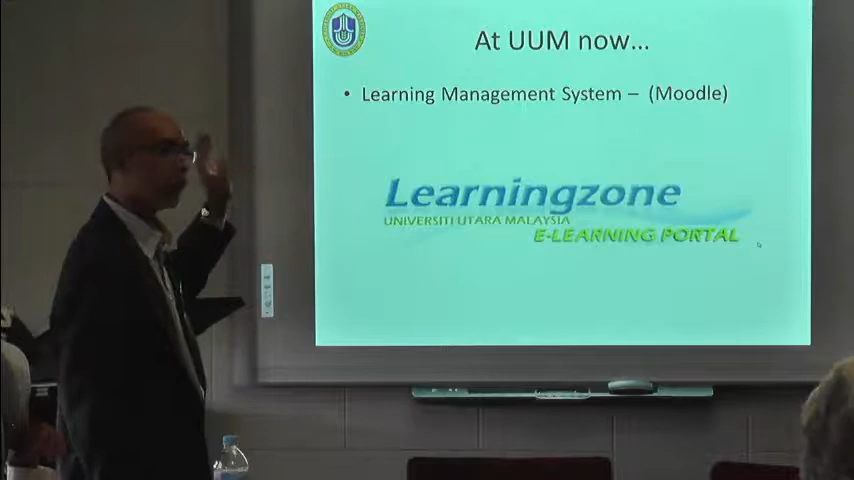 At UUM now...
• Learning Management System – (Moodle)
Learningzone
UNIVERSITI UTARA MALAYSIA
E-LEARNING PORTAL